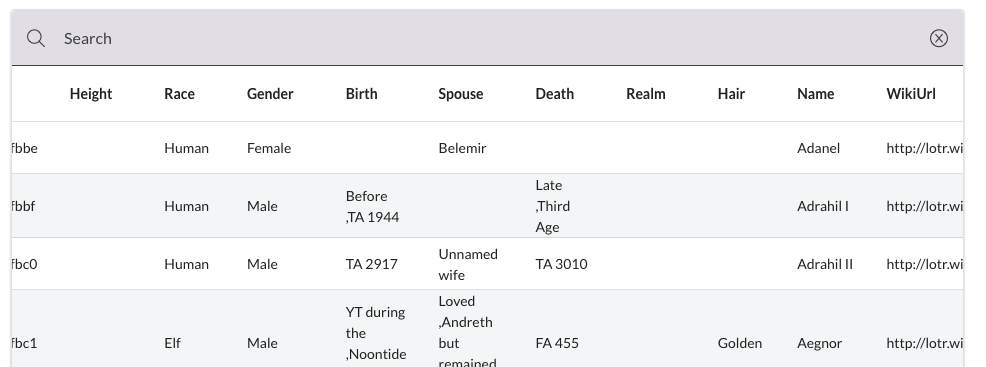 Search
Height Race Gender Birth Spouse Death Realm Hair Name WikiUrl
fbbe Human Female Belemir Adanel http://lotr.wi
fbbf Human Male Before ,TA 1944 Late ,Third Age Adrahil I http://lotr.wi
fbc0 Human Male TA 2917 Unnamed wife TA 3010 Adrahil II http://lotr.wi
fbc1 Elf Male YT during the ,Noontide Loved ,Andreth but remained FA 455 Golden Aegnor http://lotr.wi